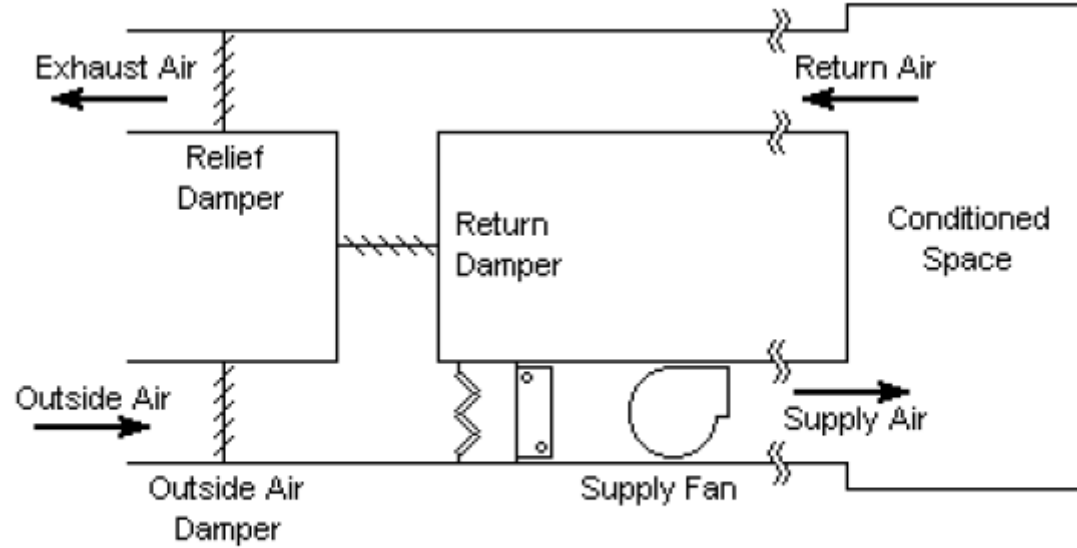 Exhaust Air
Return Air
Relief
Damper
Return
Damper
Conditioned
Space
Outside Air
Supply Air
Outside Air
Damper
Supply Fan